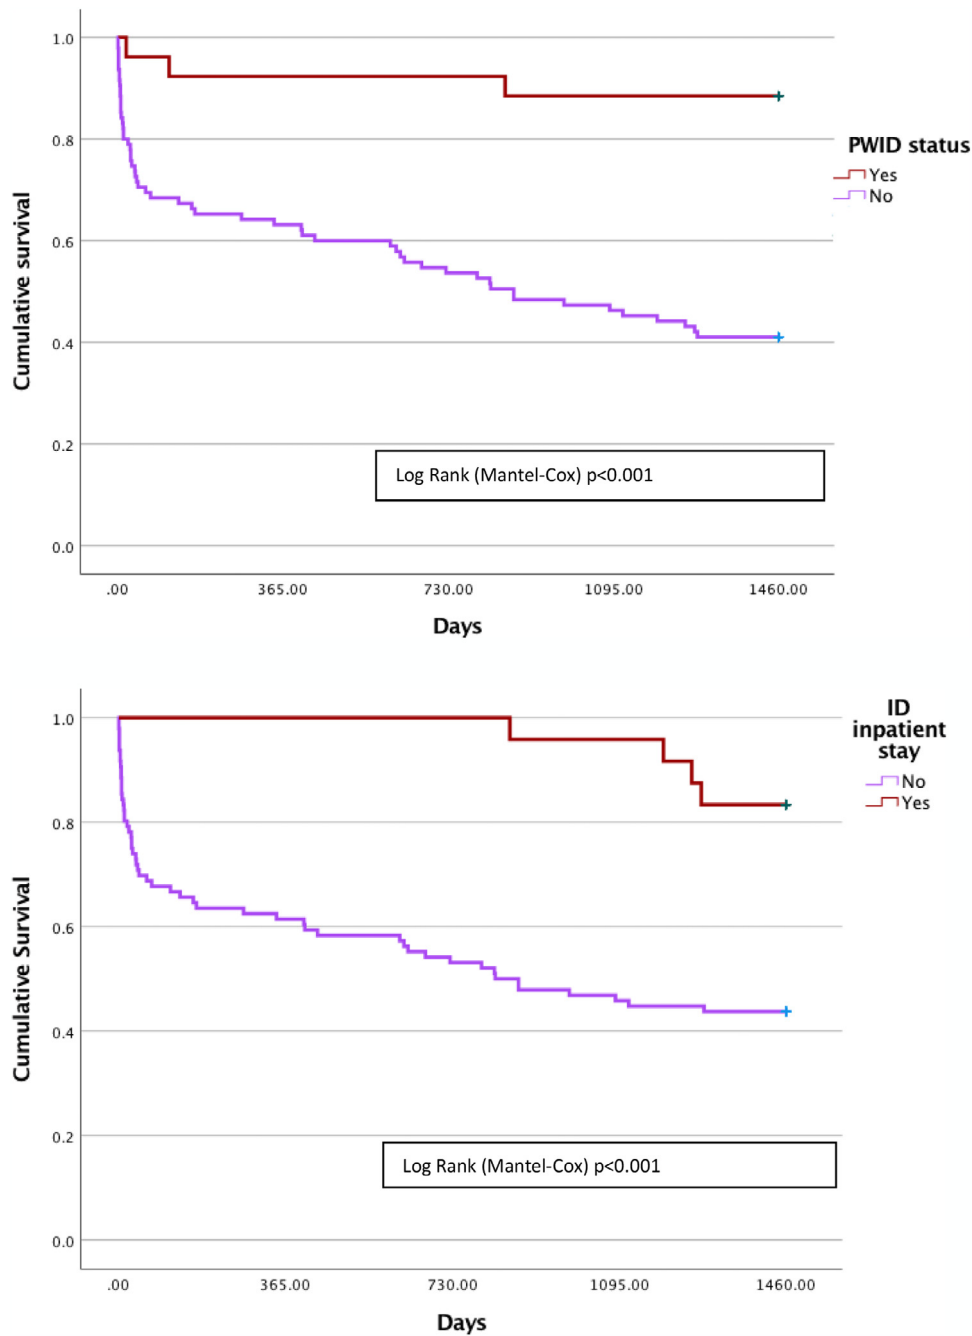 1.0
0.8
0.6
0.4
0.2
0.0
Cumulative survival
PWID status
Yes
No
Log Rank (Mantel-Cox) p<0.001
.00 365.00 730.00 1095.00 1460.00
Days
1.0
0.8
0.6
0.4
0.2
0.0
Cumulative Survival
ID
inpatient
stay
No
Yes
Log Rank (Mantel-Cox) p<0.001
.00 365.00 730.00 1095.00 1460.00
Days